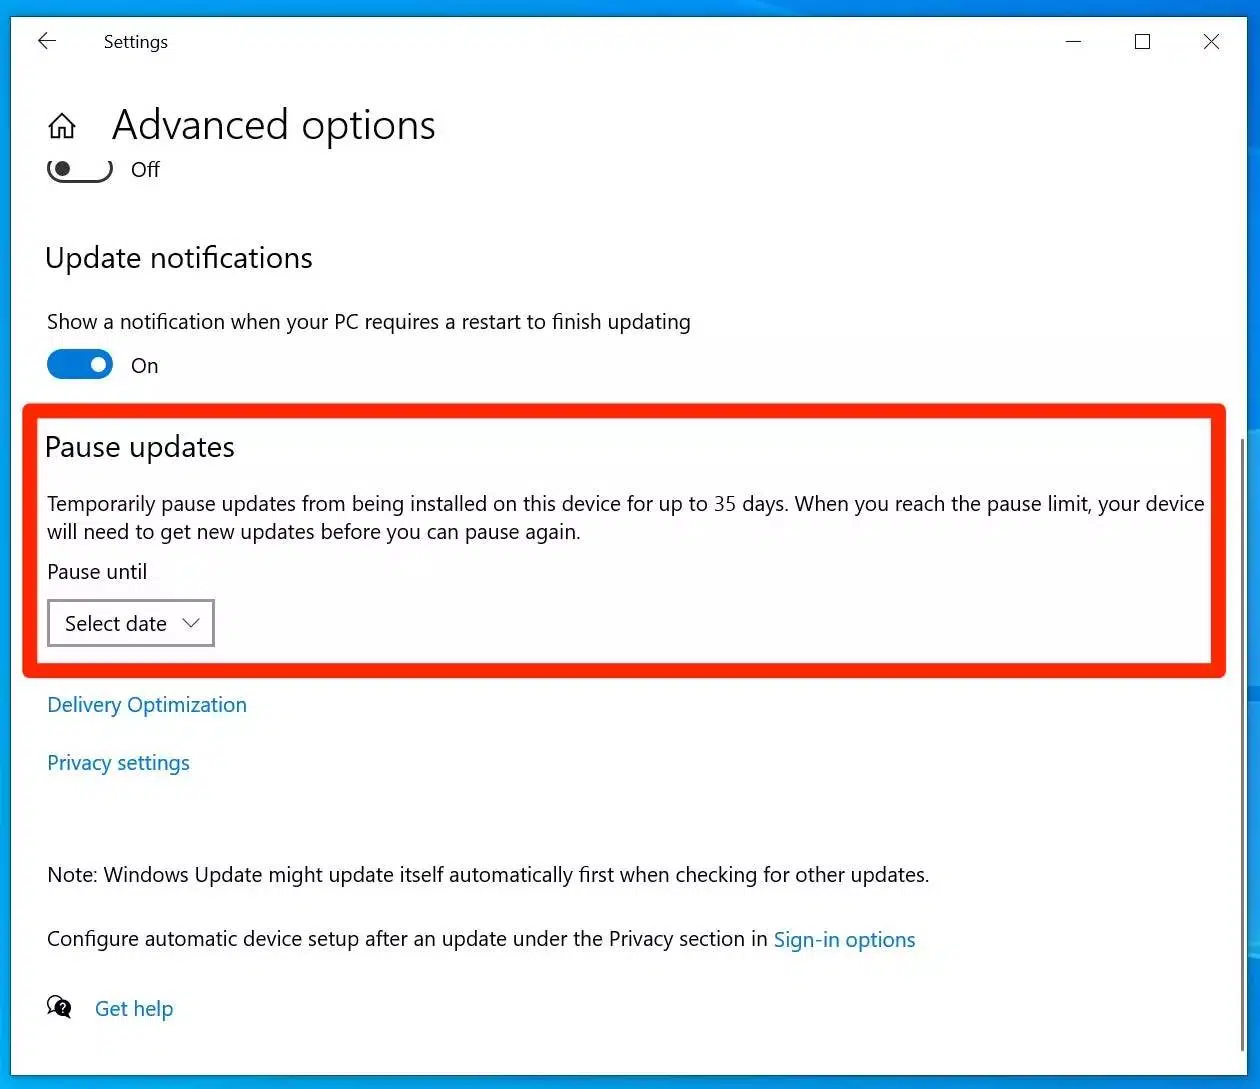 Settings
Advanced options
Off
Update notifications
Show a notification when your PC requires a restart to finish updating
On
Pause updates
Temporarily pause updates from being installed on this device for up to 35 days. When you reach the pause limit, your device
will need to get new updates before you can pause again.
Pause until
Select date
Delivery Optimization
Privacy settings
Note: Windows Update might update itself automatically first when checking for other updates.
Configure automatic device setup after an update under the Privacy section in Sign-in options
Get help